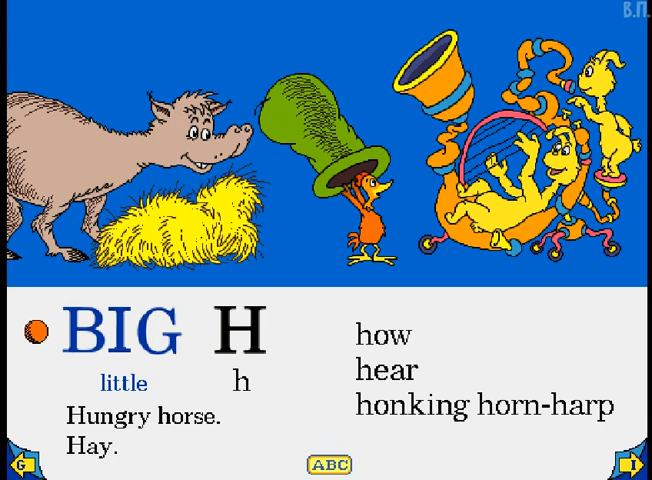 В.П.
BIG H
little h
Hungry horse.
Hay.
how
hear
honking horn-harp
G
ABC
I